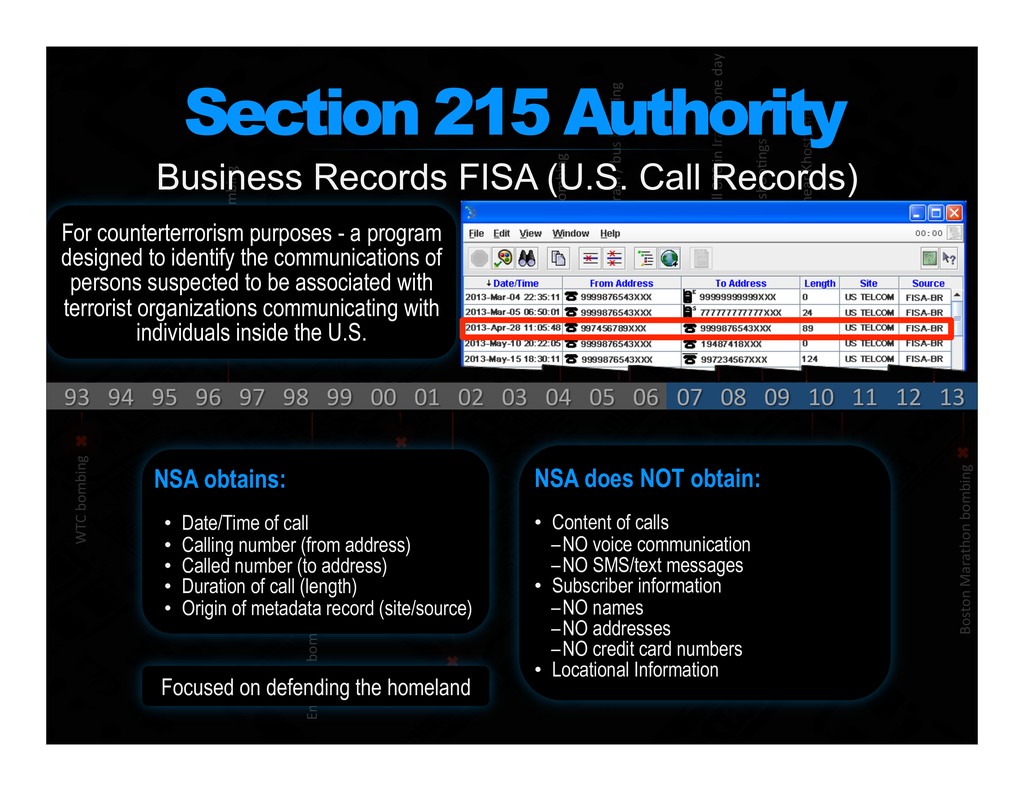 Section 215 Authority
Business Records FISA (U.S. Call Records)
For counterterrorism purposes - a program
designed to identify the communications of
persons suspected to be associated with
terrorist organizations communicating with
individuals inside the U.S.
File Edit View Window Help 00:00
Date/Time From Address To Address Length Site Source
2013-Mar-04 22:35:11 9999876543XXX 99999999999XXX 0 US TELCOM FISA-BR
2013-Mar-05 06:50:01 9999876543XXX 777777777777XXX 24 US TELCOM FISA-BR
2013-Apr-28 11:05:48 997456789XXX 9999876543XXX 89 US TELCOM FISA-BR
2013-May-10 20:22:05 9999876543XXX 19487418XXX 0 US TELCOM FISA-BR
2013-May-15 18:30:11 9999876543XXX 997234567XXX 124 US TELCOM FISA-BR
93 94 95 96 97 98 99 00 01 02 03 04 05 06 07 08 09 10 11 12 13
WTC bombing
NSA obtains:
• Date/Time of call
• Calling number (from address)
• Called number (to address)
• Duration of call (length)
• Origin of metadata record (site/source)
Focused on defending the homeland
NSA does NOT obtain:
• Content of calls
–NO voice communication
–NO SMS/text messages
• Subscriber information
–NO names
–NO addresses
–NO credit card numbers
• Locational Information
Boston Marathon bombing